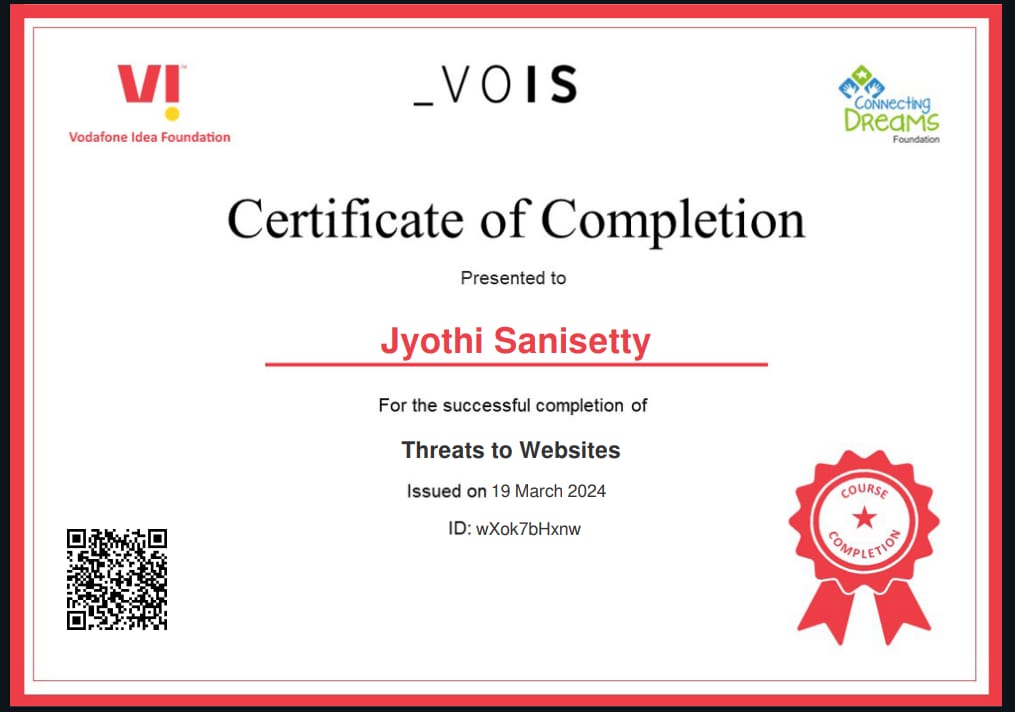 VI
TM
Vodafone Idea Foundation
_VOIS
Connecting
Dreams
Foundation
Certificate of Completion
Presented to
Jyothi Sanisetty
For the successful completion of
Threats to Websites
Issued on 19 March 2024
ID: wXok7bHxnw
COURSE
COMPLETION